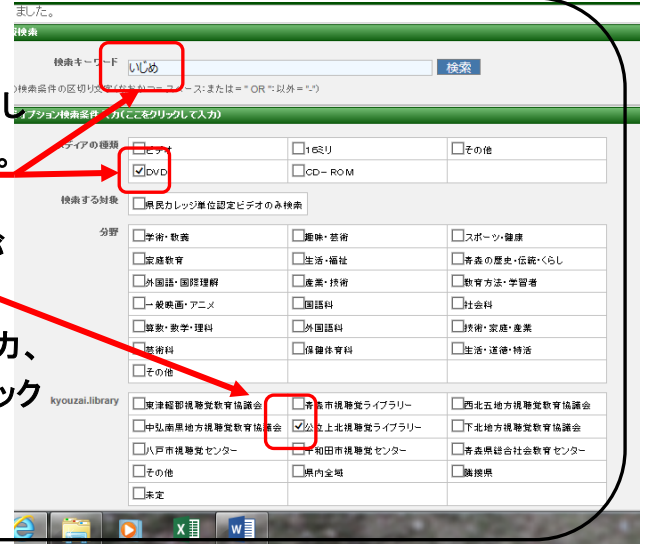 ました。
検索
検索キーワード いじめ 検索
検索条件の区切り文字(なお
ース:または=" OR ":以外="-")
プション検索条件入力(ここをクリックして入力)
し
メディアの種類 ビデオ 16ミリ その他
。
DVD CD-ROM
検索する対象 県民カレッジ単位認定ビデオのみ検索
分野 学術・教養 趣味・芸術 スポーツ・健康
が
家庭教育 生活・福祉 青森の歴史・伝統・くらし
外国語・国際理解 産業・技術 教育方法・学習者
一般映画・アニメ 国語科 社会科
算数・数学・理科 外国語科 技術・家庭・産業
力、
芸術科 保健体育科 生活・道徳・特活
その他
ック
kyouzai.library 東津軽郡視聴覚教育協議会 青森市視聴覚ライブラリー 西北五地方視聴覚教育協議会
中弘南黒地方視聴覚教育協議会 公立上北視聴覚ライブラリー 下北地方視聴覚教育協議会
八戸市視聴覚センター 十和田市視聴覚センター 青森県総合社会教育センター
その他 県内全域 隣接県
未定